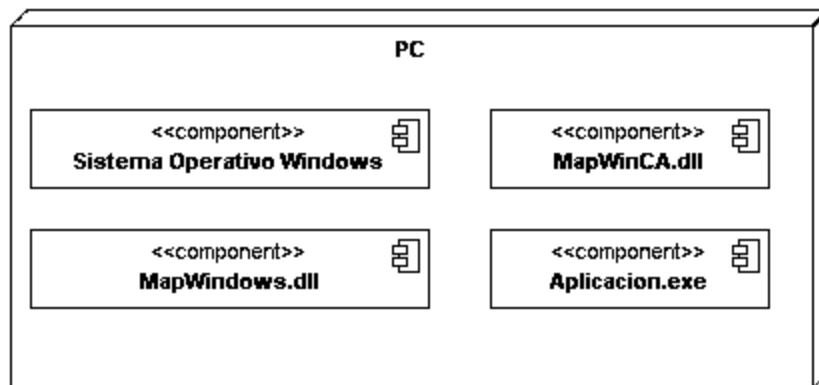 PC
<<component>>
Sistema Operativo Windows
<<component>>
MapWinCA.dll
<<component>>
MapWindows.dll
<<component>>
Aplicacion.exe